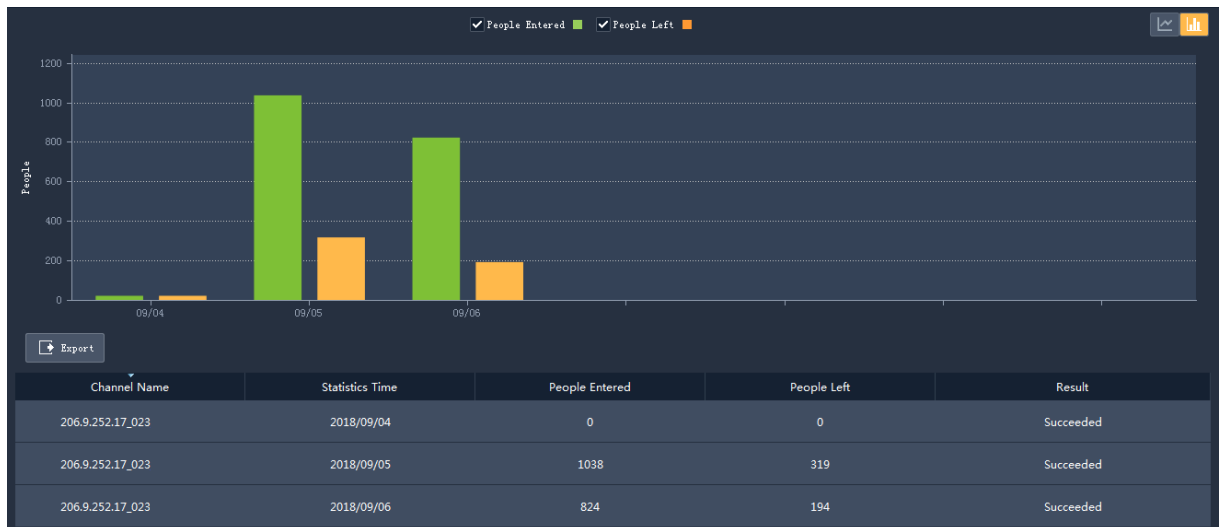 People Entered People Left
1200
1000
800
600
400
200
0
People
09/04 09/05 09/06
Export
Channel Name Statistics Time People Entered People Left Result
206.9.252.17_023 2018/09/04 0 0 Succeeded
206.9.252.17_023 2018/09/05 1038 319 Succeeded
206.9.252.17_023 2018/09/06 824 194 Succeeded